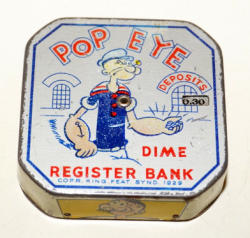 POP EYE
DEPOSITS
0.30
DIME
REGISTER BANK
COPR. KING FEAT. SYND. 1929